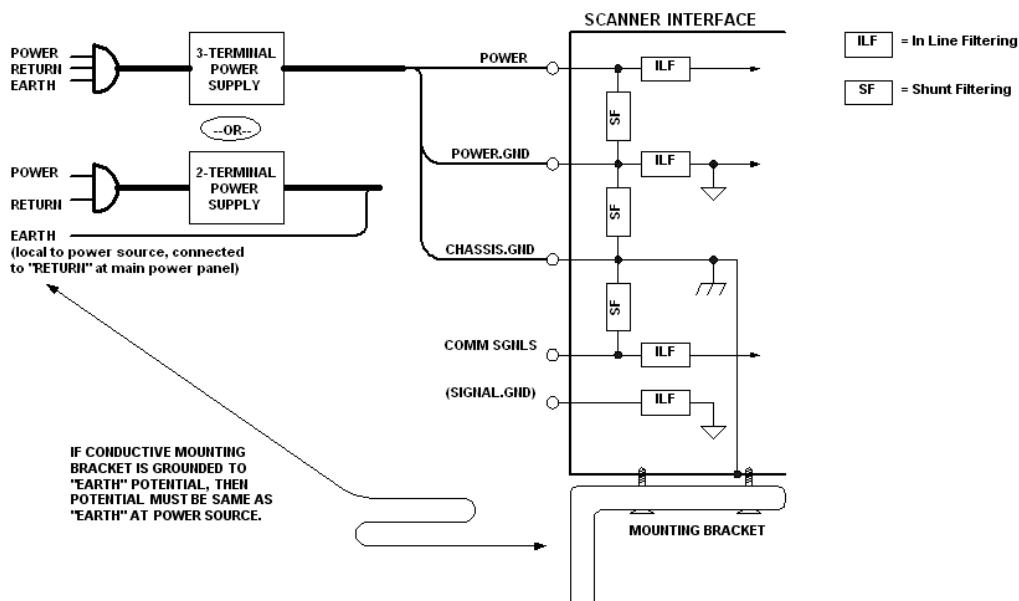 SCANNER INTERFACE
ILF = In Line Filtering
SF = Shunt Filtering
POWER
RETURN
EARTH
3-TERMINAL
POWER
SUPPLY
--OR--
POWER
RETURN
2-TERMINAL
POWER
SUPPLY
EARTH
(local to power source, connected
to "RETURN" at main power panel)
POWER
ILF
SF
POWER.GND
ILF
SF
CHASSIS.GND
SF
COMM SGNLS
ILF
(SIGNAL.GND)
ILF
IF CONDUCTIVE MOUNTING
BRACKET IS GROUNDED TO
"EARTH" POTENTIAL, THEN
POTENTIAL MUST BE SAME AS
"EARTH" AT POWER SOURCE.
MOUNTING BRACKET